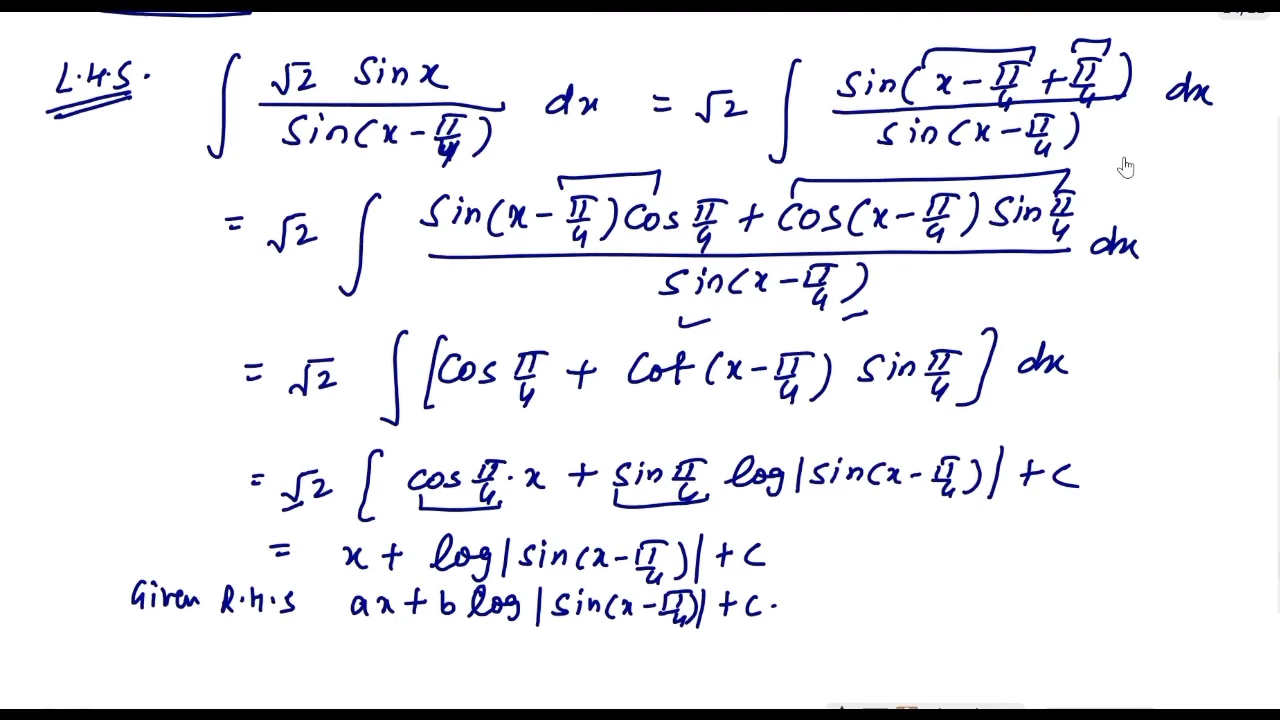 L.H.S. ∫ √2 Sinx / Sin(x-π/4) dx = √2 ∫ Sin(x-π/4+π/4) / Sin(x-π/4) dx
= √2 ∫ Sin(x-π/4)Cos π/4 + Cos(x-π/4) Sin π/4 / Sin(x-π/4) dx
= √2 ∫ [Cos π/4 + Cot(x-π/4) Sin π/4] dx
= √2 [ cos π/4 . x + sin π/4 log|sin(x-π/4)| + C
= x + log|sin(x-π/4)| + C
Given R.H.S ax + b log|sin(x-π/4)| + C.